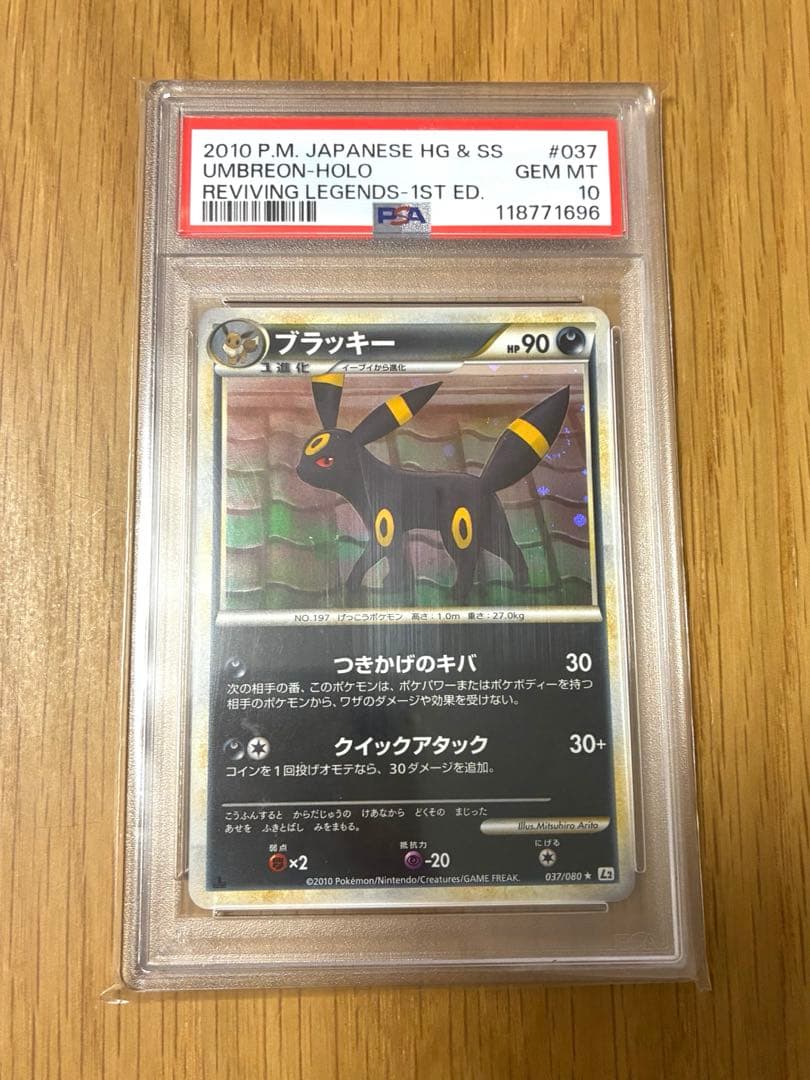 2010 P.M. JAPANESE HG & SS #037
UMBREON-HOLO GEM MT
REVIVING LEGENDS-1ST ED. 10
PSA 118771696
ブラッキー HP90
1進化 イーブイから進化
NO.197 げっこうポケモン 高さ:1.0m 重さ:27.0kg
つきかげのキバ 30
次の相手の番、このポケモンは、ポケパワーまたはポケボディーを持つ
相手のポケモンから、ワザのダメージや効果を受けない。
クイックアタック 30+
コインを1回投げオモテなら、30ダメージを追加。
こうふんすると からだじゅうの けあなから どくその まじった
あせを ふきとばし みをまもる。
Illus. Mitsuhiro Arita
弱点 抵抗力 にげる
×2 -20
©2010 Pokémon/Nintendo/Creatures/GAME FREAK. 037/080 ★ L2